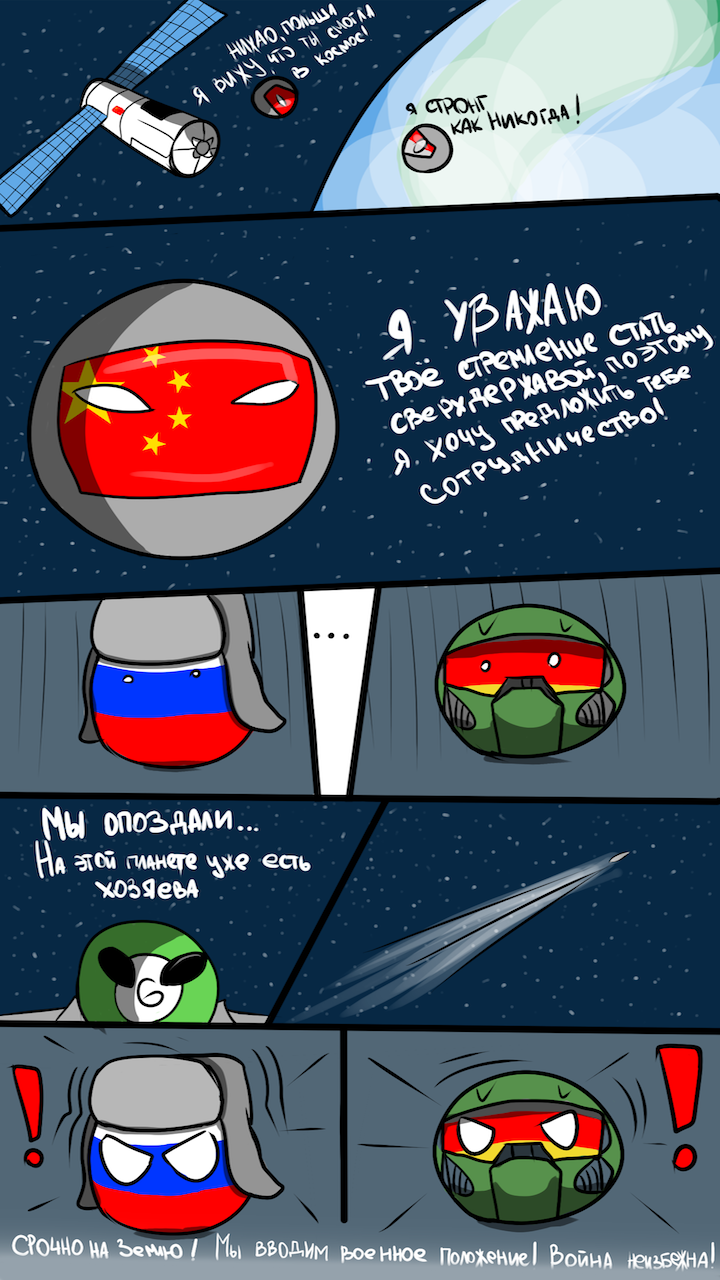 НИХАО, ПОЛЬША
Я ВИЖУ ЧТО ТЫ СМОГЛА
В КОСМОС!
Я СТРОНГ
КАК НИКОГДА!
Я УВАЖАЮ
ТВОЁ СТРЕМЛЕНИЕ СТАТЬ
СВЕРХДЕРЖАВОЙ, ПОЭТОМУ
Я ХОЧУ ПРЕДЛОЖИТЬ ТЕБЕ
СОТРУДНИЧЕСТВО!
...
МЫ ОПОЗДАЛИ...
НА ЭТОЙ ПЛАНЕТЕ УЖЕ ЕСТЬ
ХОЗЯЕВА
G
!
!
СРОЧНО НА ЗЕМЛЮ! МЫ ВВОДИМ ВОЕННОЕ ПОЛОЖЕНИЕ! ВОЙНА НЕИЗБЕЖНА!